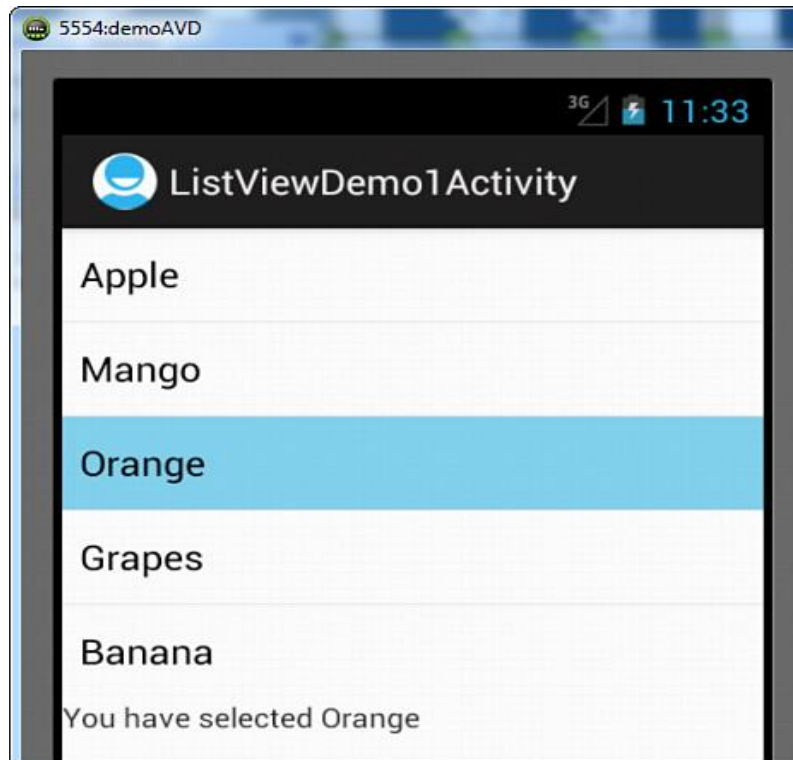 5554:demoAVD
3G 11:33
ListViewDemo1Activity
Apple
Mango
Orange
Grapes
Banana
You have selected Orange